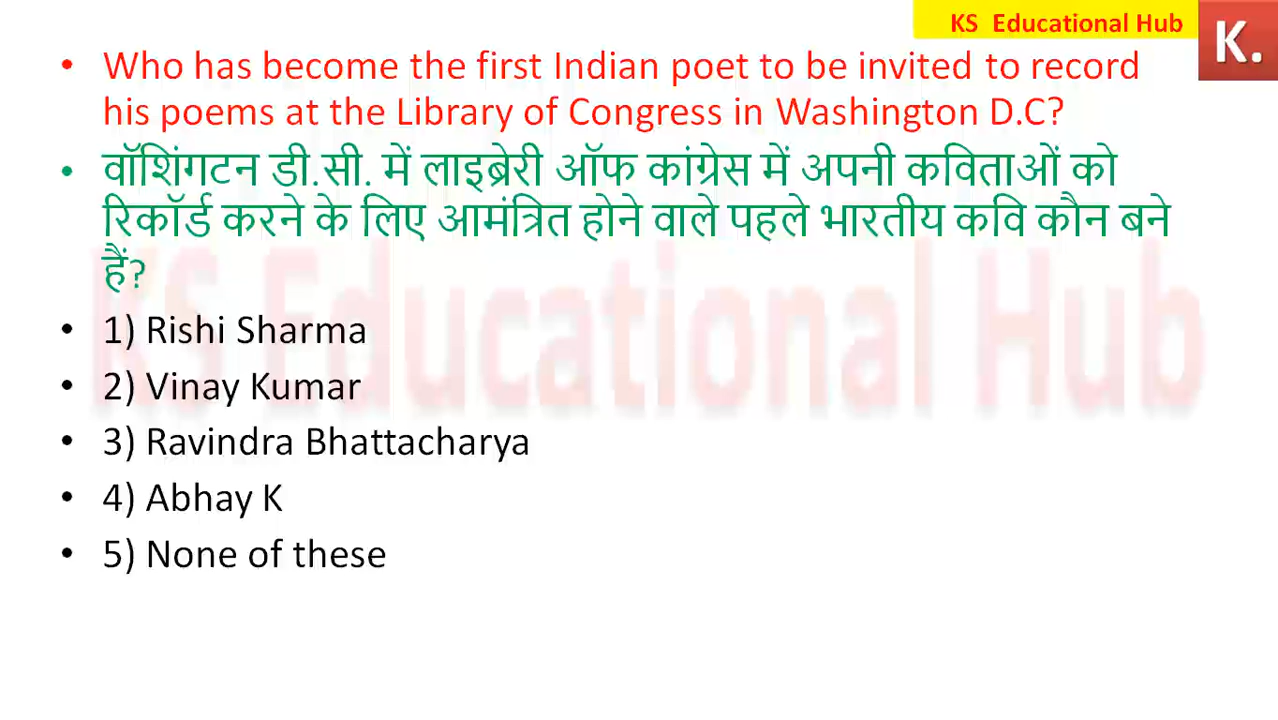 KS Educational Hub
K.
• Who has become the first Indian poet to be invited to record
his poems at the Library of Congress in Washington D.C?
• वॉशिंगटन डी.सी. में लाइब्रेरी ऑफ कांग्रेस में अपनी कविताओं को
रिकॉर्ड करने के लिए आमंत्रित होने वाले पहले भारतीय कवि कौन बने
हैं?
KS Educational Hub
• 1) Rishi Sharma
• 2) Vinay Kumar
• 3) Ravindra Bhattacharya
• 4) Abhay K
• 5) None of these